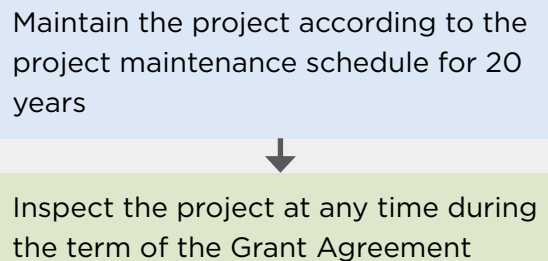 Maintain the project according to the
project maintenance schedule for 20
years
Inspect the project at any time during
the term of the Grant Agreement